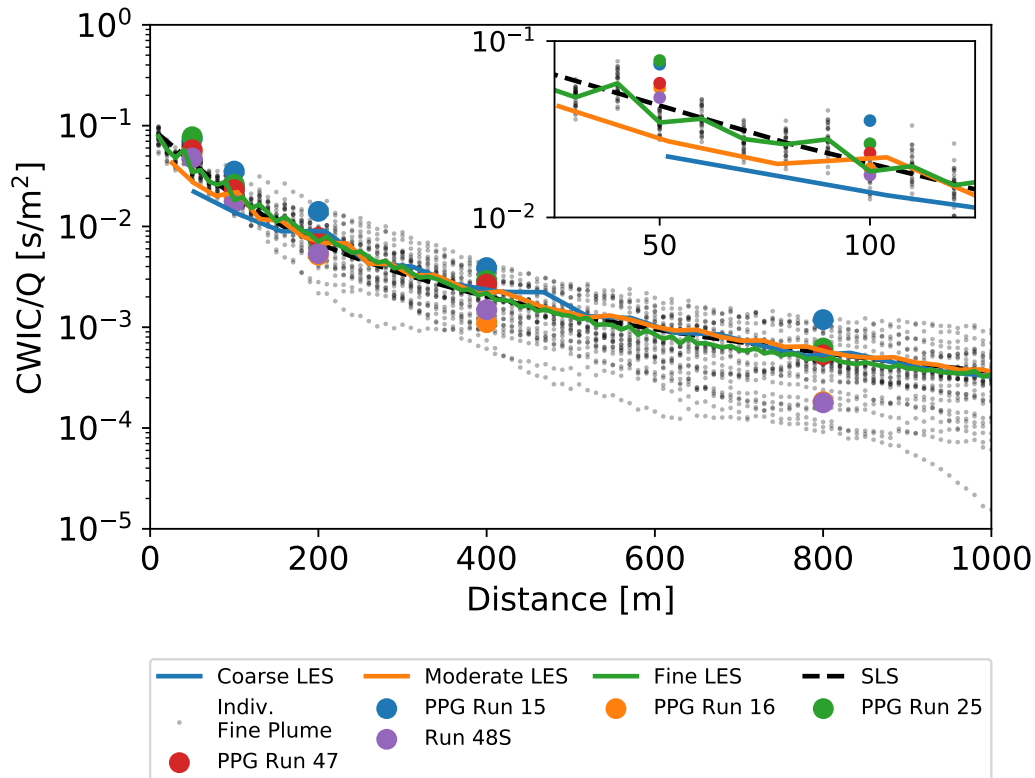 10^0
10^-1
10^-2
10^-3
10^-4
10^-5
CWIC/Q [s/m^2]
10^-1
10^-2
50 100
0 200 400 600 800 1000
Distance [m]
Coarse LES Moderate LES Fine LES SLS
Indiv.
Fine Plume PPG Run 15 PPG Run 16 PPG Run 25
PPG Run 47 Run 48S